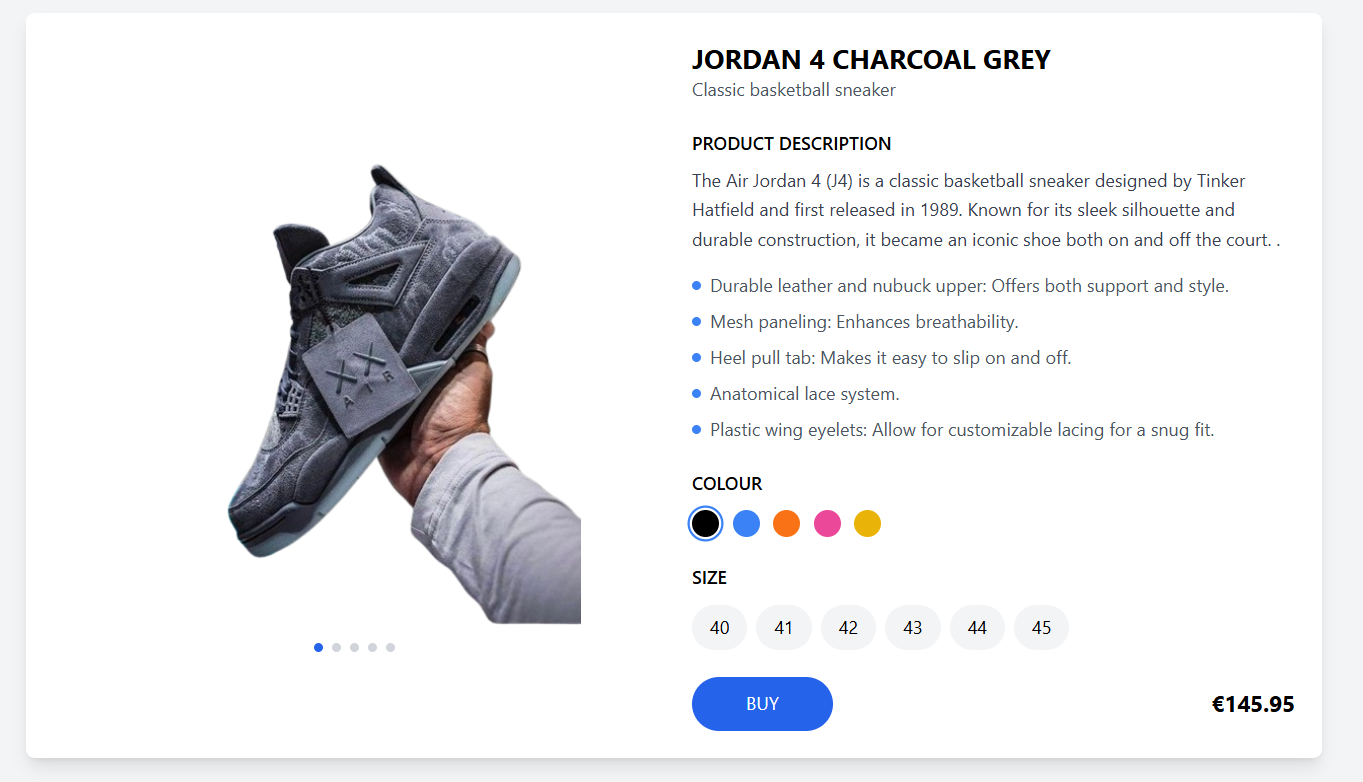 JORDAN 4 CHARCOAL GREY
Classic basketball sneaker
PRODUCT DESCRIPTION
The Air Jordan 4 (J4) is a classic basketball sneaker designed by Tinker
Hatfield and first released in 1989. Known for its sleek silhouette and
durable construction, it became an iconic shoe both on and off the court. .
Durable leather and nubuck upper: Offers both support and style.
Mesh paneling: Enhances breathability.
Heel pull tab: Makes it easy to slip on and off.
Anatomical lace system.
Plastic wing eyelets: Allow for customizable lacing for a snug fit.
COLOUR
SIZE
40 41 42 43 44 45
BUY €145.95
XX
AIR